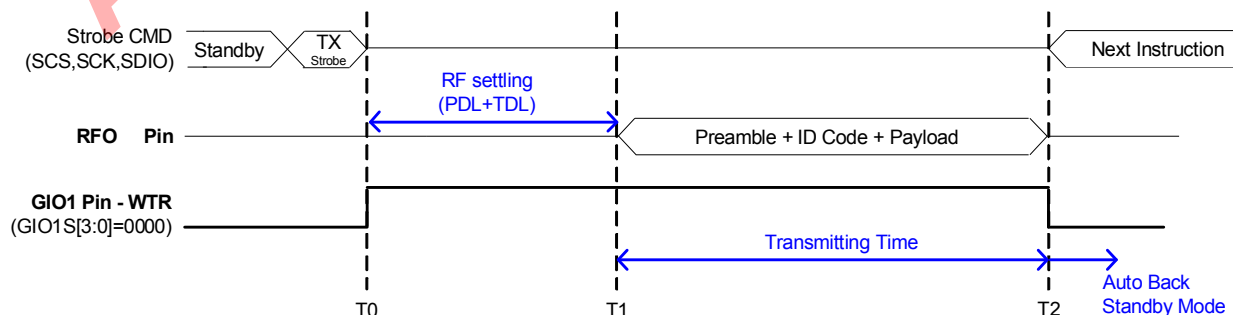 Strobe CMD
(SCS,SCK,SDIO)
Standby
TX
Strobe
Next Instruction
RF settling
(PDL+TDL)
RFO Pin
Preamble + ID Code + Payload
GIO1 Pin - WTR
(GIO1S[3:0]=0000)
Transmitting Time
Auto Back
Standby Mode
T0
T1
T2